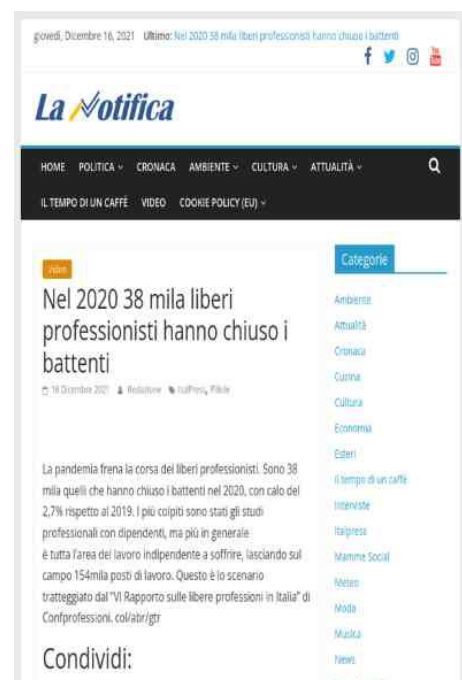 giovedì, Dicembre 16, 2021 Ultimo: Nel 2020 38 mila liberi professionisti hanno chiuso i battenti
La Notifica
HOME POLITICA CRONACA AMBIENTE CULTURA ATTUALITÀ
IL TEMPO DI UN CAFFÈ VIDEO COOKIE POLICY (EU)
Video
Nel 2020 38 mila liberi
professionisti hanno chiuso i
battenti
16 Dicembre 2021 Redazione ItalPress, Pillole
La pandemia frena la corsa dei liberi professionisti. Sono 38
mila quelli che hanno chiuso i battenti nel 2020, con calo del
2,7% rispetto al 2019. I più colpiti sono stati gli studi
professionali con dipendenti, ma più in generale
è tutta l'area del lavoro indipendente a soffrire, lasciando sul
campo 154mila posti di lavoro. Questo è lo scenario
tratteggiato dal "VI Rapporto sulle libere professioni in Italia" di
Confprofessioni. col/abr/gtr
Condividi:
Categorie
Ambiente
Attualità
Cronaca
Cucina
Cultura
Economia
Esteri
Il tempo di un caffè
Interviste
Italpress
Mamme Social
Meteo
Moda
Musica
News